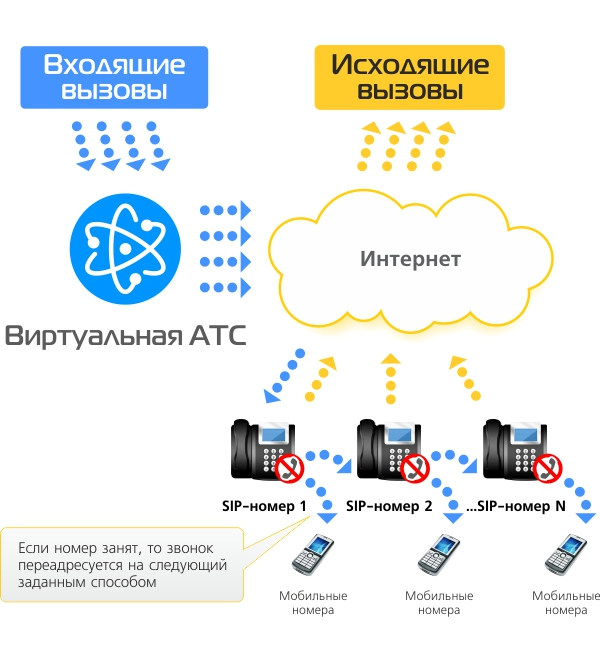 Входящие
вызовы
Исходящие
вызовы
Интернет
Виртуальная АТС
SIP-номер 1
SIP-номер 2
...SIP-номер N
Если номер занят, то звонок
переадресуется на следующий
заданным способом
Мобильные
номера
Мобильные
номера
Мобильные
номера